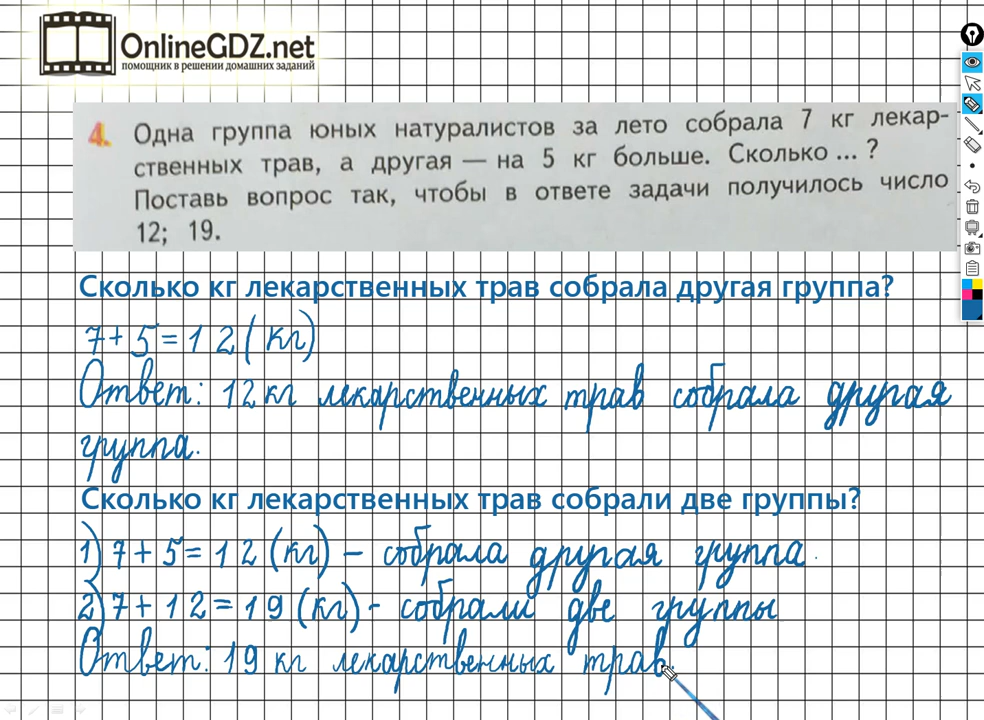 OnlineGDZ.net
помощник в решении домашних заданий
4. Одна группа юных натуралистов за лето собрала 7 кг лекар-
ственных трав, а другая — на 5 кг больше. Сколько ... ?
Поставь вопрос так, чтобы в ответе задачи получилось число
12; 19.
Сколько кг лекарственных трав собрала другая группа?
7+5=12(кг)
Ответ: 12 кг лекарственных трав собрала другая
группа.
Сколько кг лекарственных трав собрали две группы?
1) 7+5=12(кг) – собрала другая группа.
2) 7+12=19(кг) - собрали две группы
Ответ: 19 кг лекарственных трав